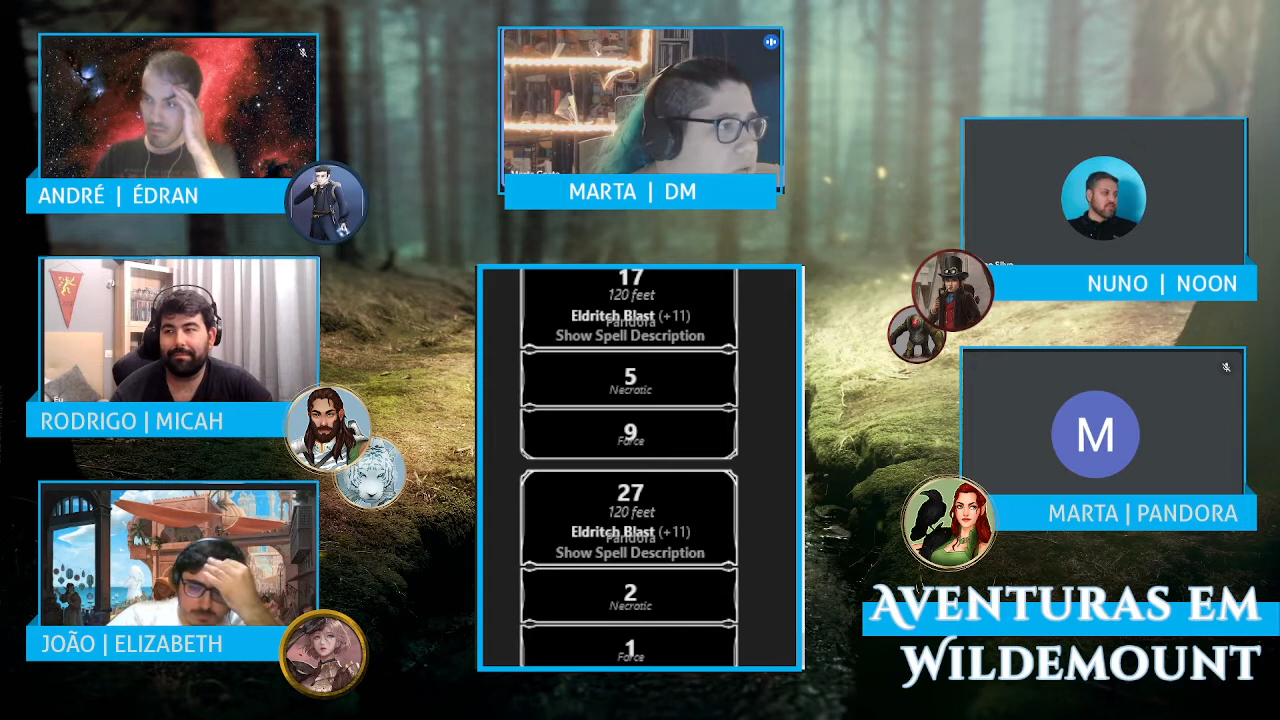 ANDRÉ | ÉDRAN
MARTA | DM
NUNO | NOON
RODRIGO | MICAH
Eu
MARTA | PANDORA
M
JOÃO | ELIZABETH
17
120 feet
Eldritch Blast (+11)
Pandora
Show Spell Description
5
Necrotic
9
Force
27
120 feet
Eldritch Blast (+11)
Pandora
Show Spell Description
2
Necrotic
1
Force
AVENTURAS EM
WILDEMOUNT